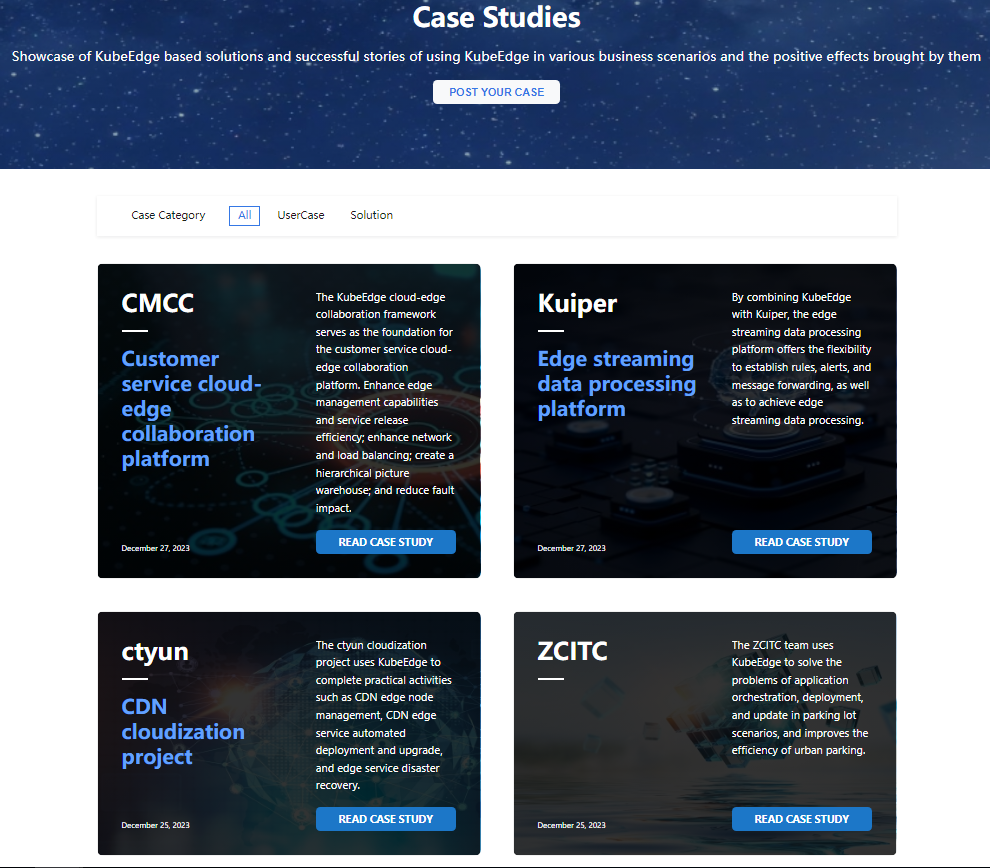 Case Studies
Showcase of KubeEdge based solutions and successful stories of using KubeEdge in various business scenarios and the positive effects brought by them
POST YOUR CASE
Case Category All UserCase Solution
CMCC
Customer
service cloud-
edge
collaboration
platform
December 27, 2023
The KubeEdge cloud-edge
collaboration framework
serves as the foundation for
the customer service cloud-
edge collaboration
platform. Enhance edge
management capabilities
and service release
efficiency; enhance network
and load balancing; create a
hierarchical picture
warehouse; and reduce fault
impact.
READ CASE STUDY
Kuiper
Edge streaming
data processing
platform
December 27, 2023
By combining KubeEdge
with Kuiper, the edge
streaming data processing
platform offers the flexibility
to establish rules, alerts, and
message forwarding, as well
as to achieve edge
streaming data processing.
READ CASE STUDY
ctyun
CDN
cloudization
project
December 25, 2023
The ctyun cloudization
project uses KubeEdge to
complete practical activities
such as CDN edge node
management, CDN edge
service automated
deployment and upgrade,
and edge service disaster
recovery.
READ CASE STUDY
ZCITC
December 25, 2023
The ZCITC team uses
KubeEdge to solve the
problems of application
orchestration, deployment,
and update in parking lot
scenarios, and improves the
efficiency of urban parking.
READ CASE STUDY